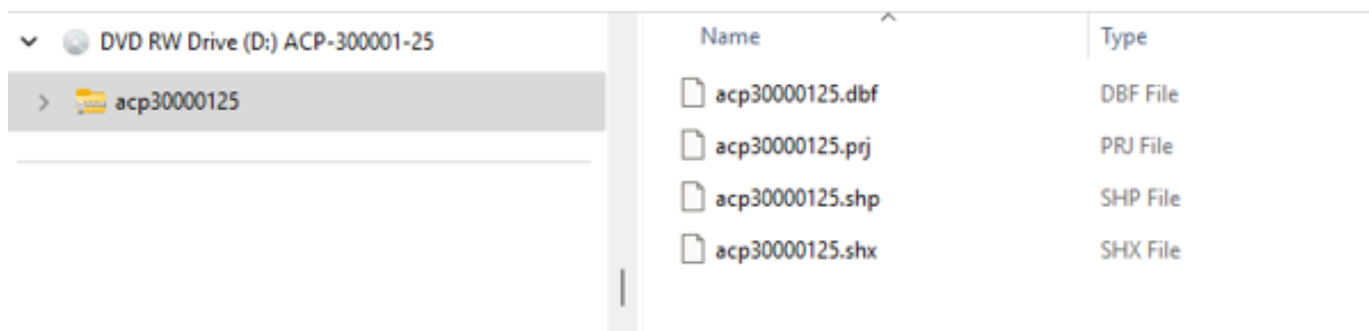 DVD RW Drive (D:) ACP-300001-25
acp30000125
Name Type
acp30000125.dbf DBF File
acp30000125.prj PRJ File
acp30000125.shp SHP File
acp30000125.shx SHX File